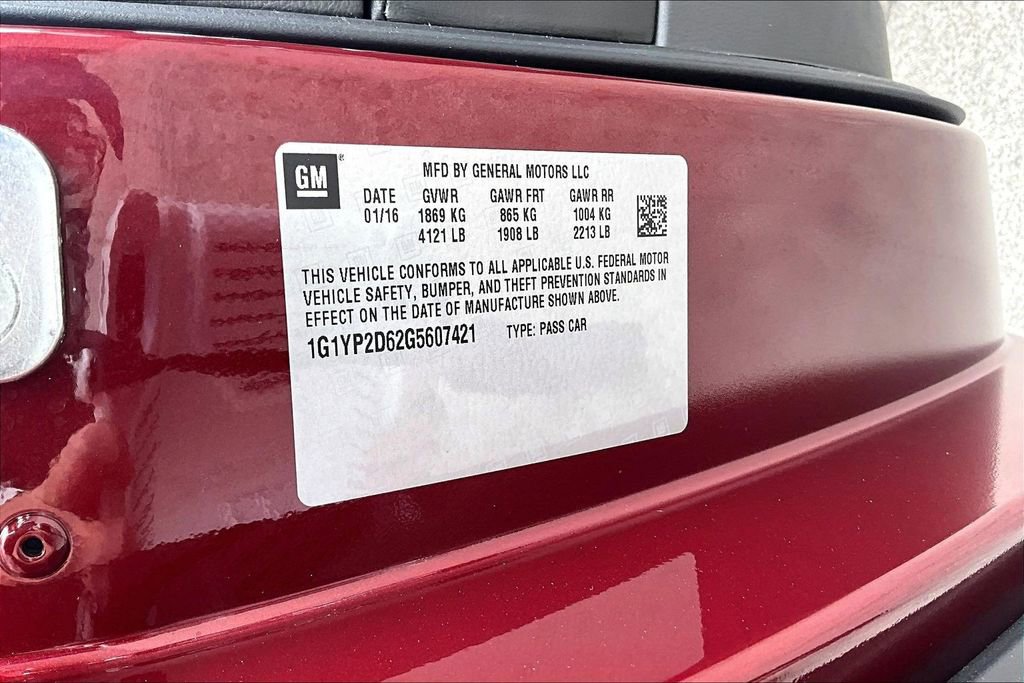 GM ®
MFD BY GENERAL MOTORS LLC
DATE GVWR GAWR FRT GAWR RR
01/16 1869 KG 865 KG 1004 KG
4121 LB 1908 LB 2213 LB
THIS VEHICLE CONFORMS TO ALL APPLICABLE U.S. FEDERAL MOTOR
VEHICLE SAFETY, BUMPER, AND THEFT PREVENTION STANDARDS IN
EFFECT ON THE DATE OF MANUFACTURE SHOWN ABOVE.
1G1YP2D62G5607421 TYPE: PASS CAR